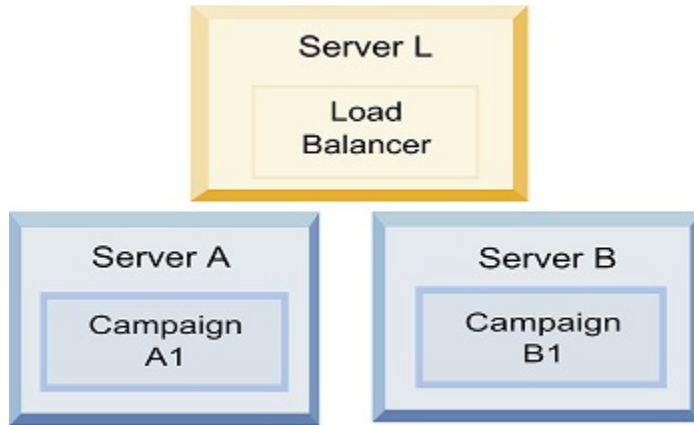 Server L
Load
Balancer
Server A
Campaign
A1
Server B
Campaign
B1